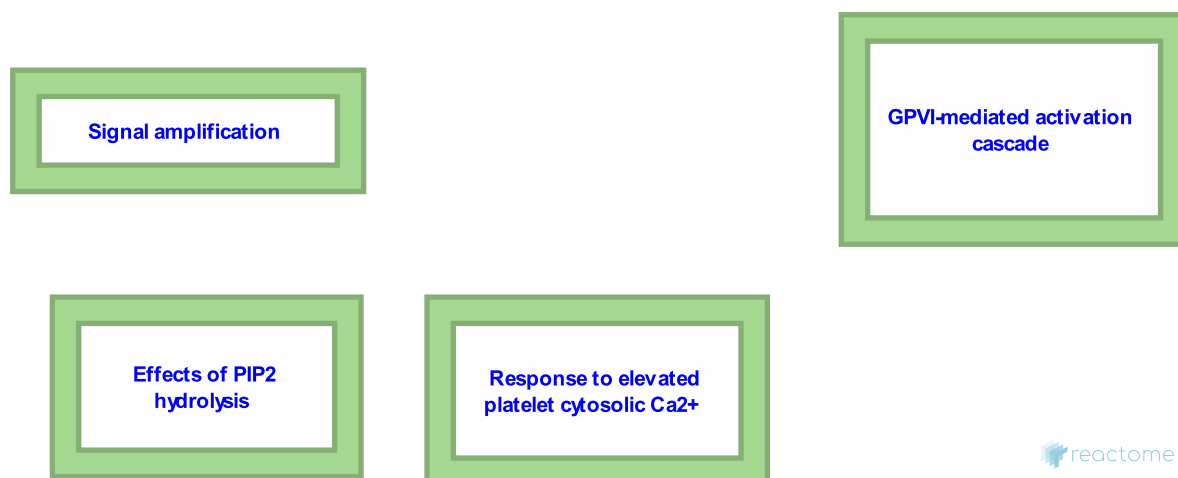 Signal amplification
GPVI-mediated activation
cascade
Effects of PIP2
hydrolysis
Response to elevated
platelet cytosolic Ca2+
reactome